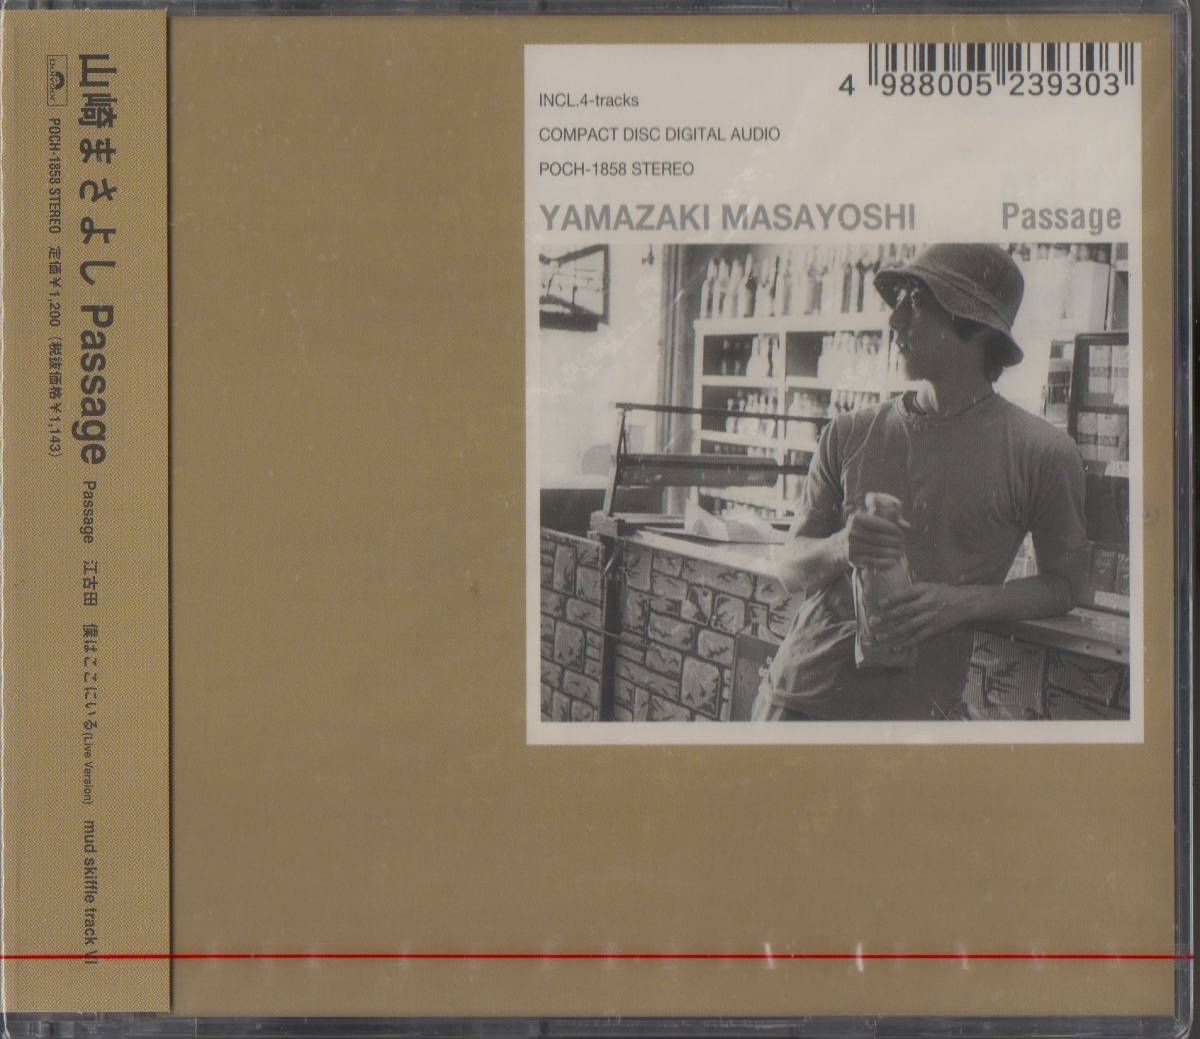 山崎まさよし Passage
Passage 江古田 僕はここにいる(Live Version) mud skiffle track VI
polydor
POCH-1858 STEREO 定価¥1,200 (税抜価格¥1,143)
4 988005 239303
INCL.4-tracks
COMPACT DISC DIGITAL AUDIO
POCH-1858 STEREO
YAMAZAKI MASAYOSHI Passage